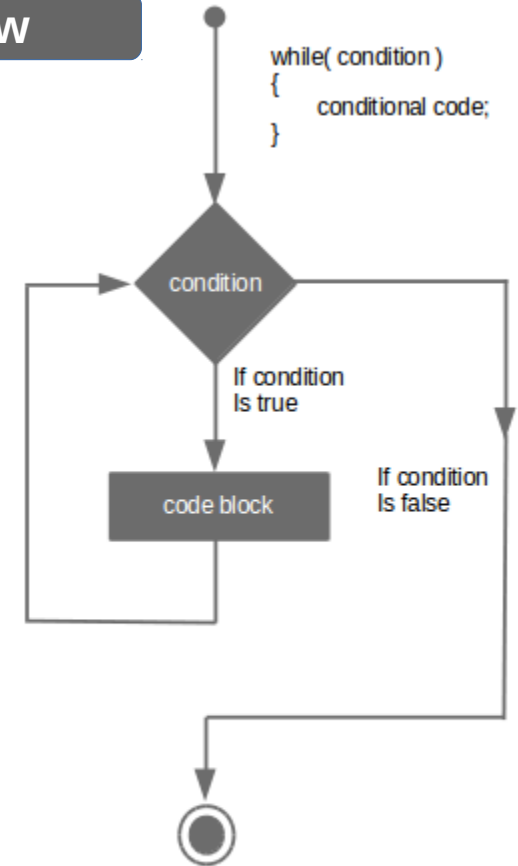 w
while( condition )
{
conditional code;
}
condition
If condition
Is true
code block
If condition
Is false